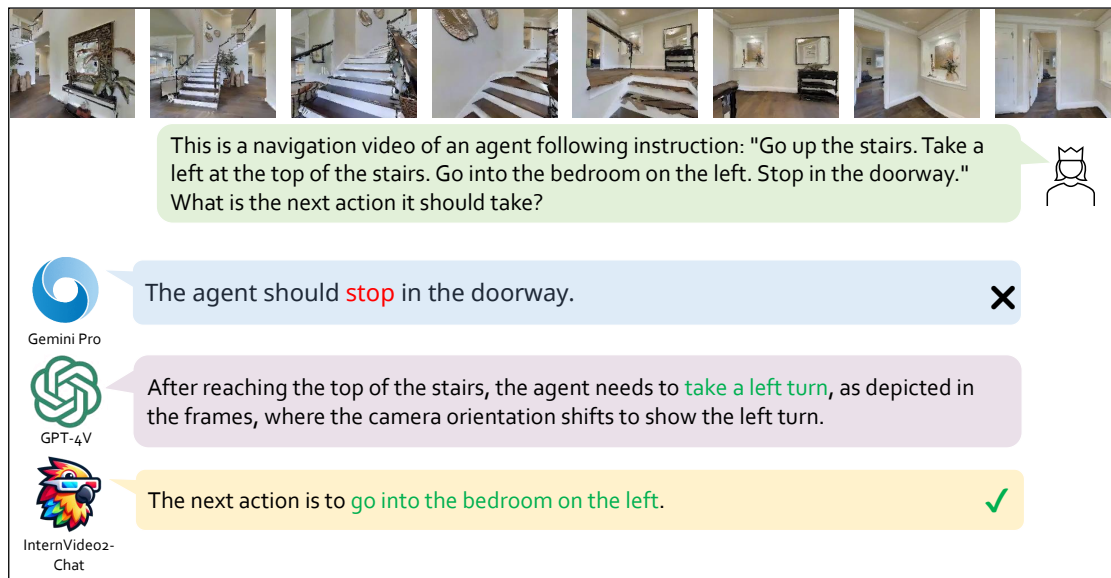 This is a navigation video of an agent following instruction: "Go up the stairs. Take a
left at the top of the stairs. Go into the bedroom on the left. Stop in the doorway."
What is the next action it should take?
The agent should stop in the doorway.
Gemini Pro
After reaching the top of the stairs, the agent needs to take a left turn, as depicted in
the frames, where the camera orientation shifts to show the left turn.
GPT-4V
The next action is to go into the bedroom on the left.
InternVideo2-
Chat